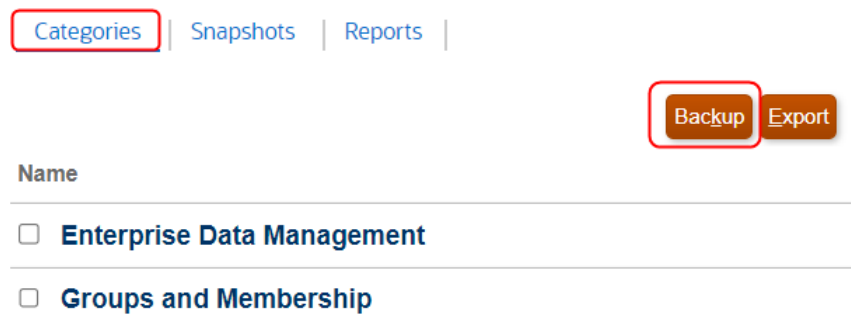 Categories | Snapshots | Reports |
Backup Export
Name
Enterprise Data Management
Groups and Membership